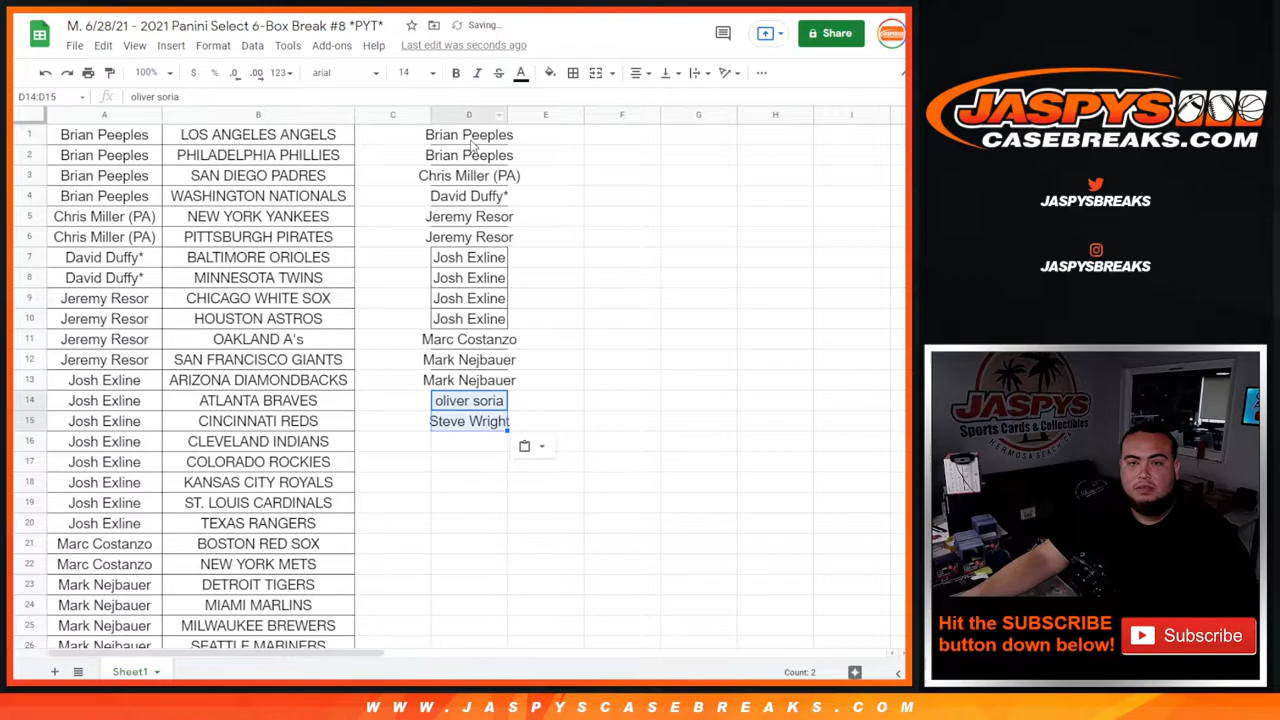 M. 6/28/21 - 2021 Panini Select 6-Box Break #8 *PYT*
Saving...
File Edit View Insert Format Data Tools Add-ons Help Last edit was seconds ago
Share
100% $ % .0 .00 123 arial 14 B I S A
D14:D15 fx oliver soria
A B C D E F G H I
1 Brian Peeples LOS ANGELES ANGELS Brian Peeples
2 Brian Peeples PHILADELPHIA PHILLIES Brian Peeples
3 Brian Peeples SAN DIEGO PADRES Chris Miller (PA)
4 Brian Peeples WASHINGTON NATIONALS David Duffy*
5 Chris Miller (PA) NEW YORK YANKEES Jeremy Resor
6 Chris Miller (PA) PITTSBURGH PIRATES Jeremy Resor
7 David Duffy* BALTIMORE ORIOLES Josh Exline
8 David Duffy* MINNESOTA TWINS Josh Exline
9 Jeremy Resor CHICAGO WHITE SOX Josh Exline
10 Jeremy Resor HOUSTON ASTROS Josh Exline
11 Jeremy Resor OAKLAND A's Marc Costanzo
12 Jeremy Resor SAN FRANCISCO GIANTS Mark Nejbauer
13 Josh Exline ARIZONA DIAMONDBACKS Mark Nejbauer
14 Josh Exline ATLANTA BRAVES oliver soria
15 Josh Exline CINCINNATI REDS Steve Wright
16 Josh Exline CLEVELAND INDIANS
17 Josh Exline COLORADO ROCKIES
18 Josh Exline KANSAS CITY ROYALS
19 Josh Exline ST. LOUIS CARDINALS
20 Josh Exline TEXAS RANGERS
21 Marc Costanzo BOSTON RED SOX
22 Marc Costanzo NEW YORK METS
23 Mark Nejbauer DETROIT TIGERS
24 Mark Nejbauer MIAMI MARLINS
25 Mark Nejbauer MILWAUKEE BREWERS
26 Mark Nejbauer SEATTLE MARINERS
Sheet1
Count: 2
JASPYS
CASEBREAKS.COM
JASPYSBREAKS
JASPYSBREAKS
JASPYS
Sports Cards & Collectibles
HERMOSA BEACH CA
Hit the SUBSCRIBE
button down below!
Subscribe
WWW.JASPYSCASEBREAKS.COM